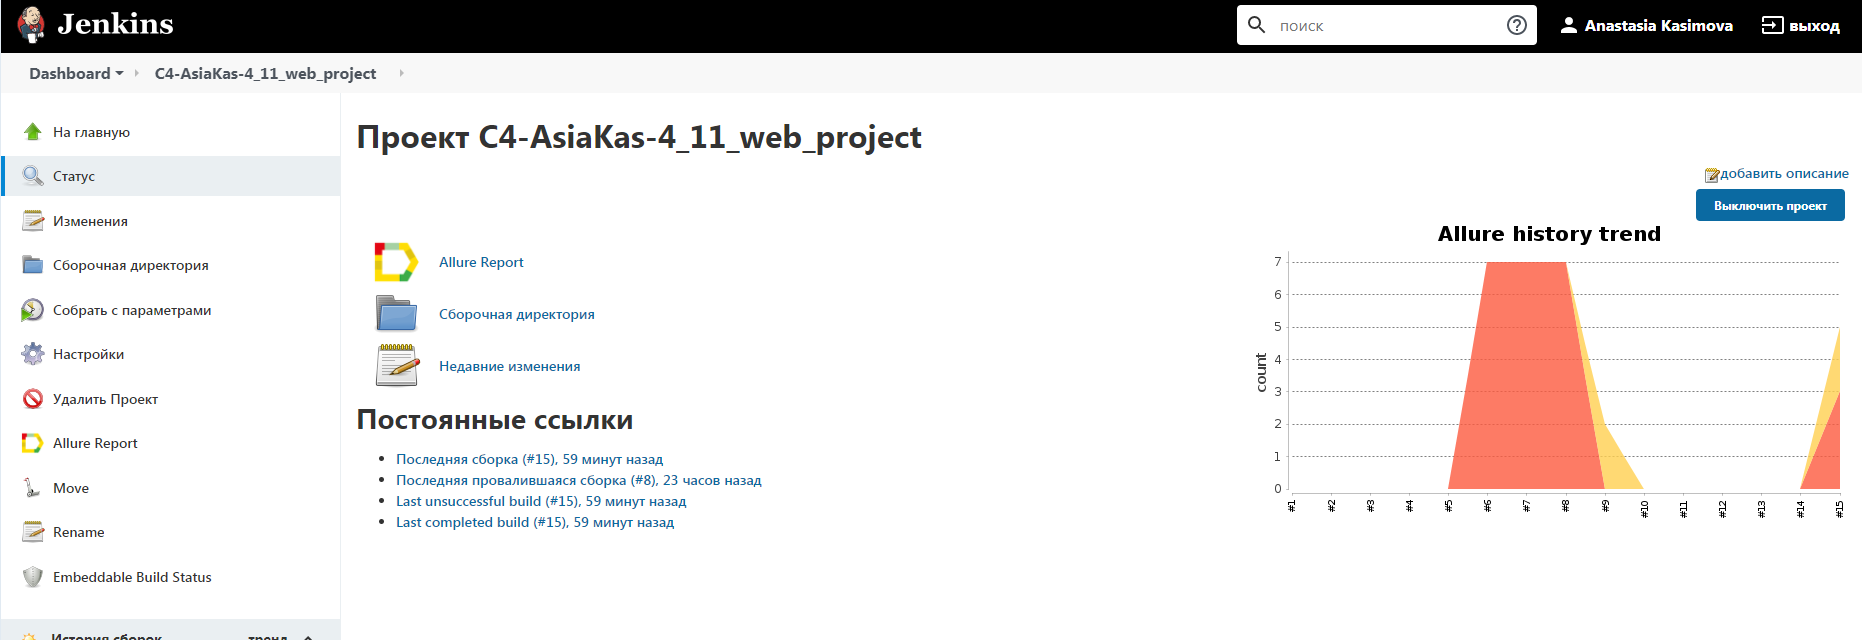 Jenkins
поиск
Anastasia Kasimova
выход
Dashboard
C4-AsiaKas-4_11_web_project
На главную
Статус
Изменения
Сборочная директория
Собрать с параметрами
Настройки
Удалить Проект
Allure Report
Move
Rename
Embeddable Build Status
История сборок
тренд
Проект C4-AsiaKas-4_11_web_project
добавить описание
Выключить проект
Allure Report
Сборочная директория
Недавние изменения
Постоянные ссылки
Последняя сборка (#15), 59 минут назад
Последняя провалившаяся сборка (#8), 23 часов назад
Last unsuccessful build (#15), 59 минут назад
Last completed build (#15), 59 минут назад
Allure history trend
count
7
6
5
4
3
2
1
0
#1 #2 #3 #4 #5 #6 #7 #8 #9 #10 #11 #12 #13 #14 #15